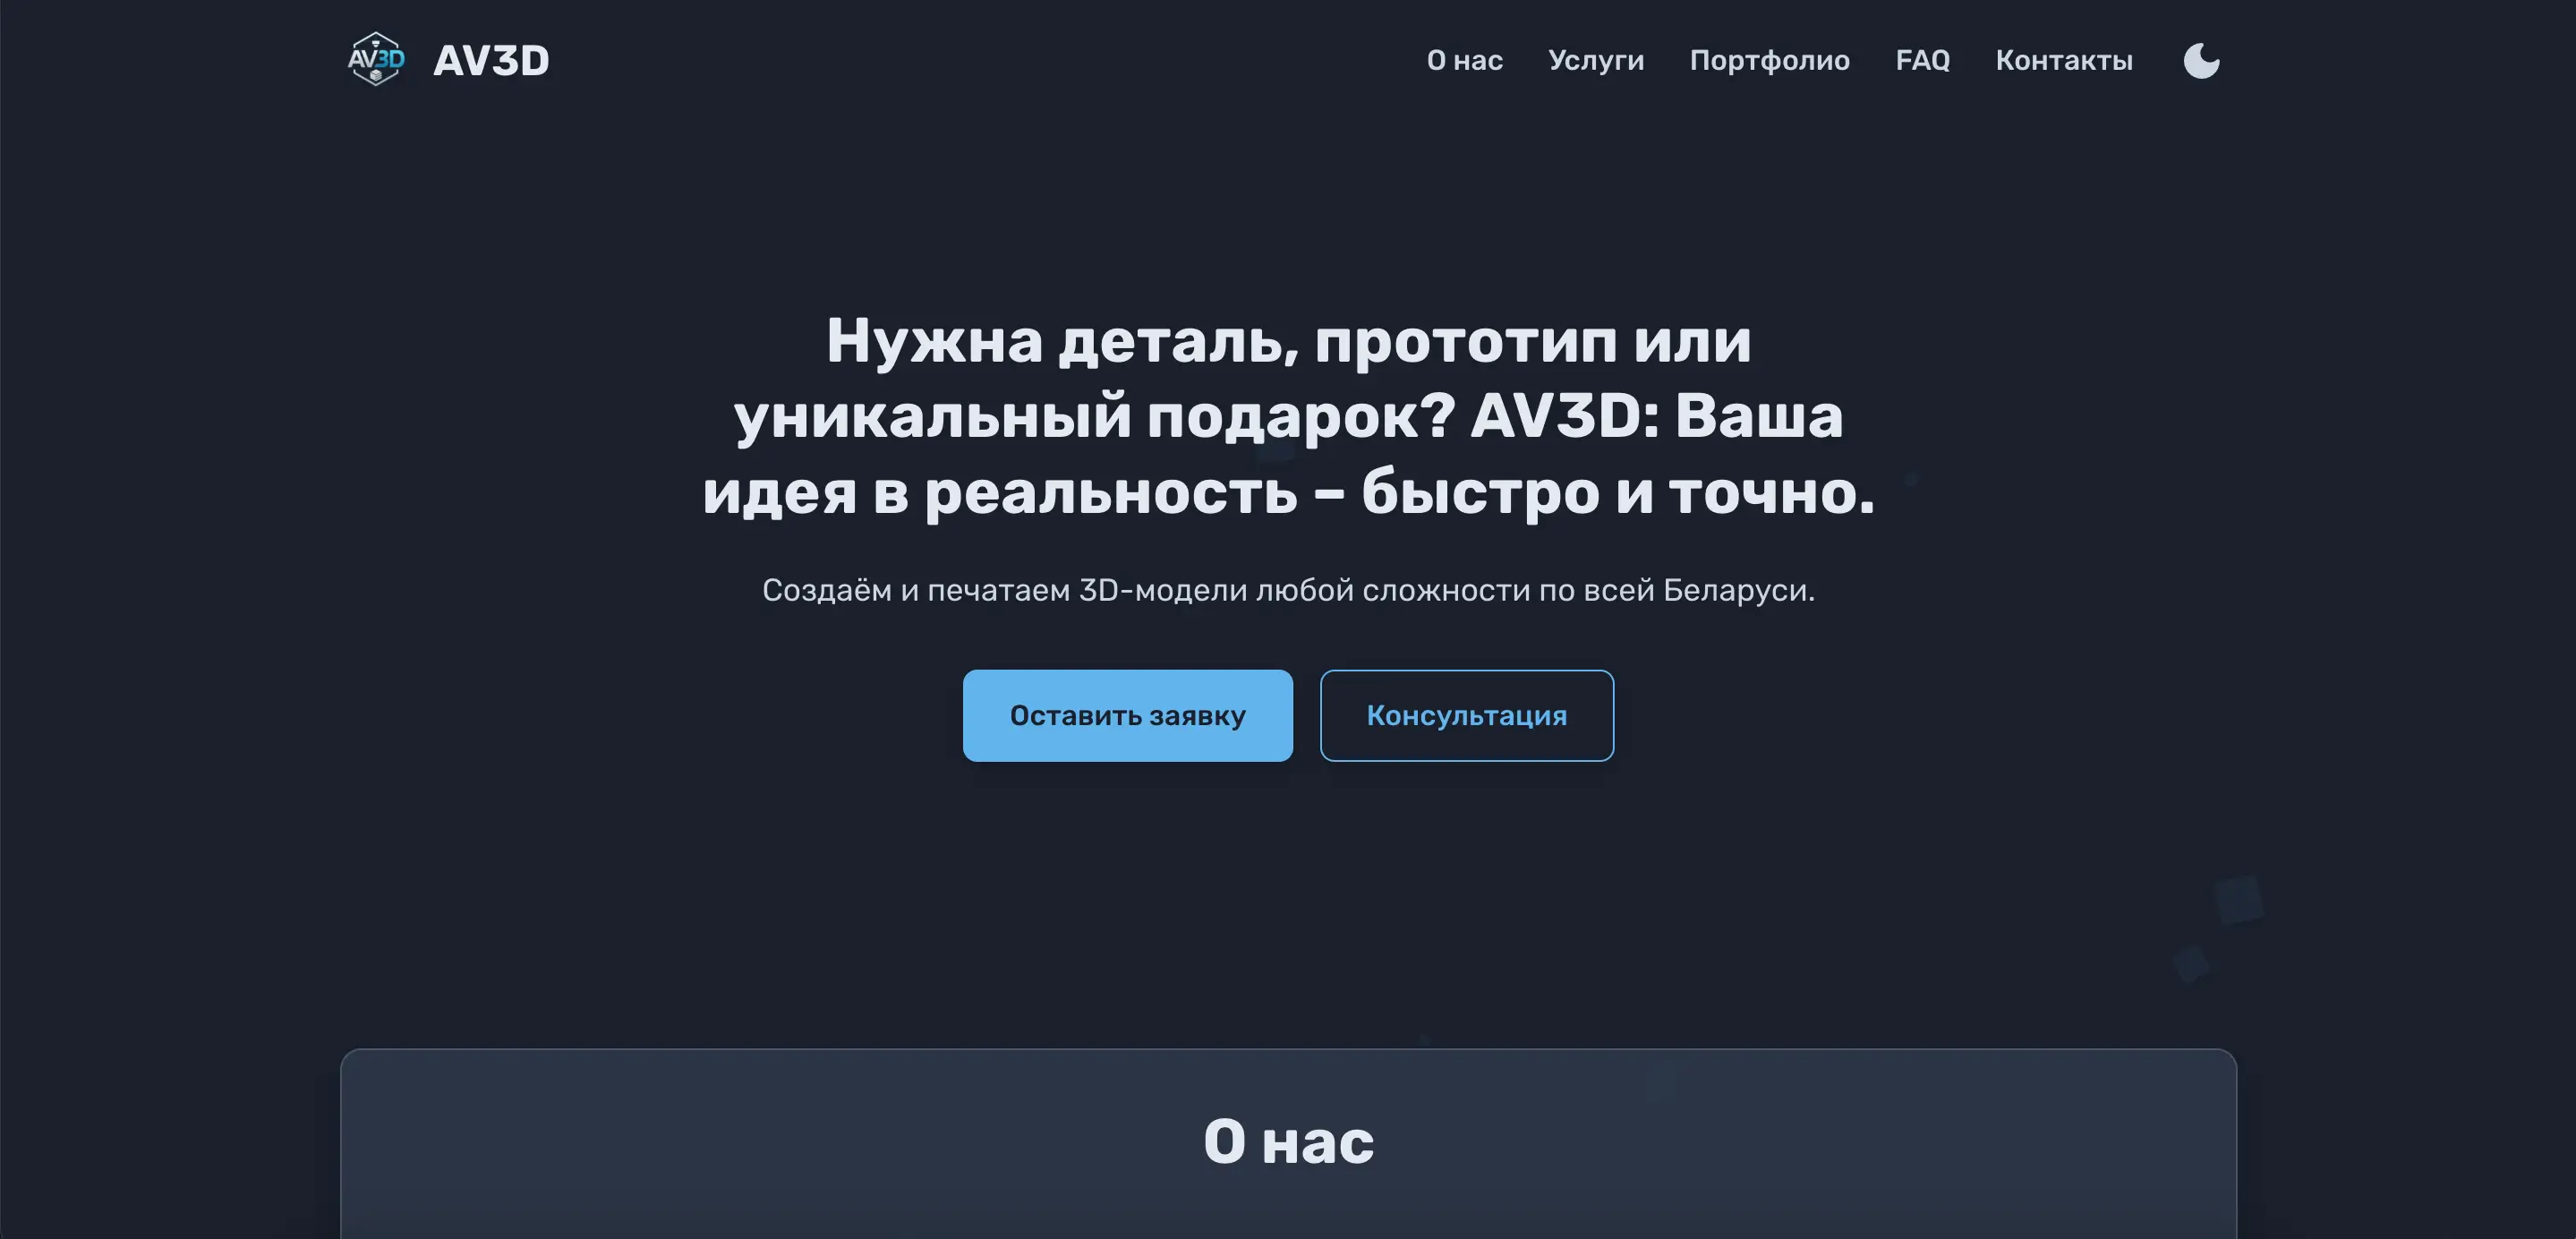 AV3D
AV3D
О нас
Услуги
Портфолио
FAQ
Контакты
Нужна деталь, прототип или
уникальный подарок? AV3D: Ваша
идея в реальность – быстро и точно.
Создаём и печатаем 3D-модели любой сложности по всей Беларуси.
Оставить заявку
Консультация
О нас